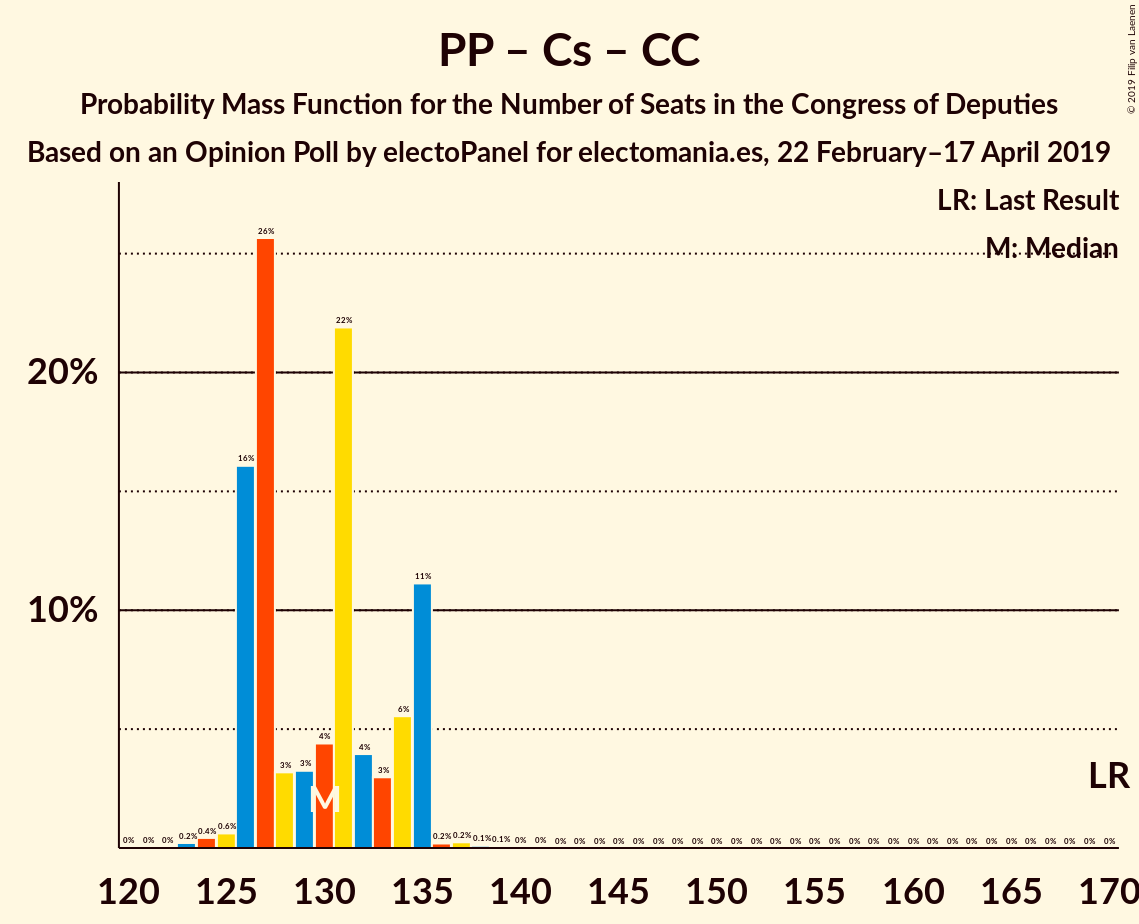 PP – Cs – CC
Probability Mass Function for the Number of Seats in the Congress of Deputies
Based on an Opinion Poll by electoPanel for electomania.es, 22 February–17 April 2019
© 2019 Filip van Laenen
LR: Last Result
M: Median
20%
10%
0% 0% 0% 0.2% 0.4% 0.6% 16% 26% 3% 3% 4% 22% 4% 3% 6% 11% 0.2% 0.2% 0.1% 0.1% 0% 0% 0% 0% 0% 0% 0% 0% 0% 0% 0% 0% 0% 0% 0% 0% 0% 0% 0% 0% 0% 0% 0% 0% 0% 0% 0% 0% 0% 0% 0%
M
LR
120 125 130 135 140 145 150 155 160 165 170